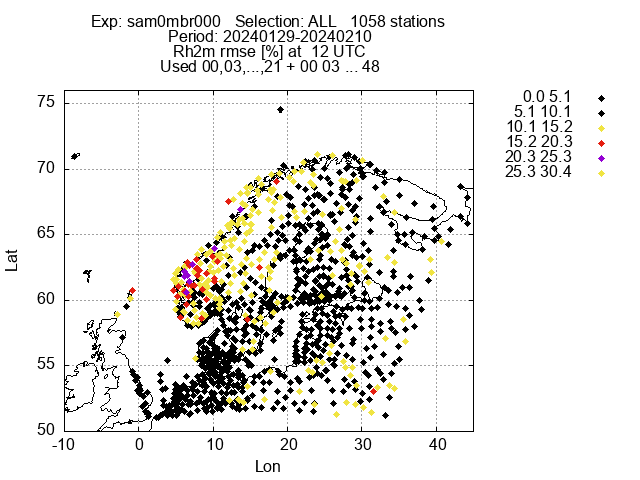 Exp: sam0mbr000 Selection: ALL 1058 stations
Period: 20240129-20240210
Rh2m rmse [%] at 12 UTC
Used 00,03,...,21 + 00 03 ... 48
0.0 5.1
5.1 10.1
10.1 15.2
15.2 20.3
20.3 25.3
25.3 30.4
75
70
65
60
55
50
Lat
-10 0 10 20 30 40
Lon